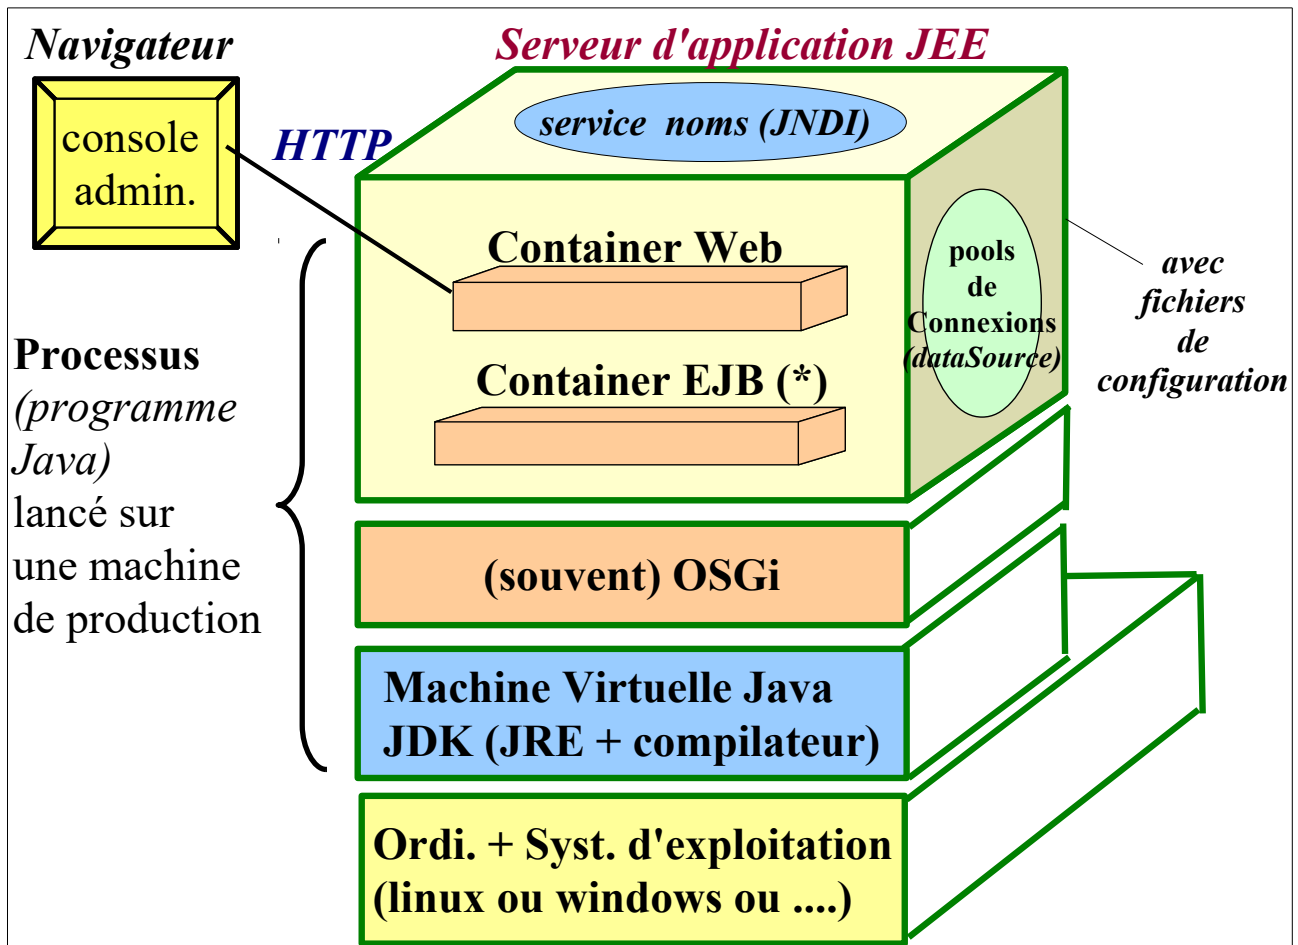 Navigateur
Serveur d'application JEE
console
admin.
HTTP
service noms (JNDI)
Container Web
pools
de
Connexions
(dataSource)
avec
fichiers
de
configuration
Processus
(programme
Java)
lancé sur
une machine
de production
Container EJB (*)
(souvent) OSGi
Machine Virtuelle Java
JDK (JRE + compilateur)
Ordi. + Syst. d'exploitation
(linux ou windows ou ....)